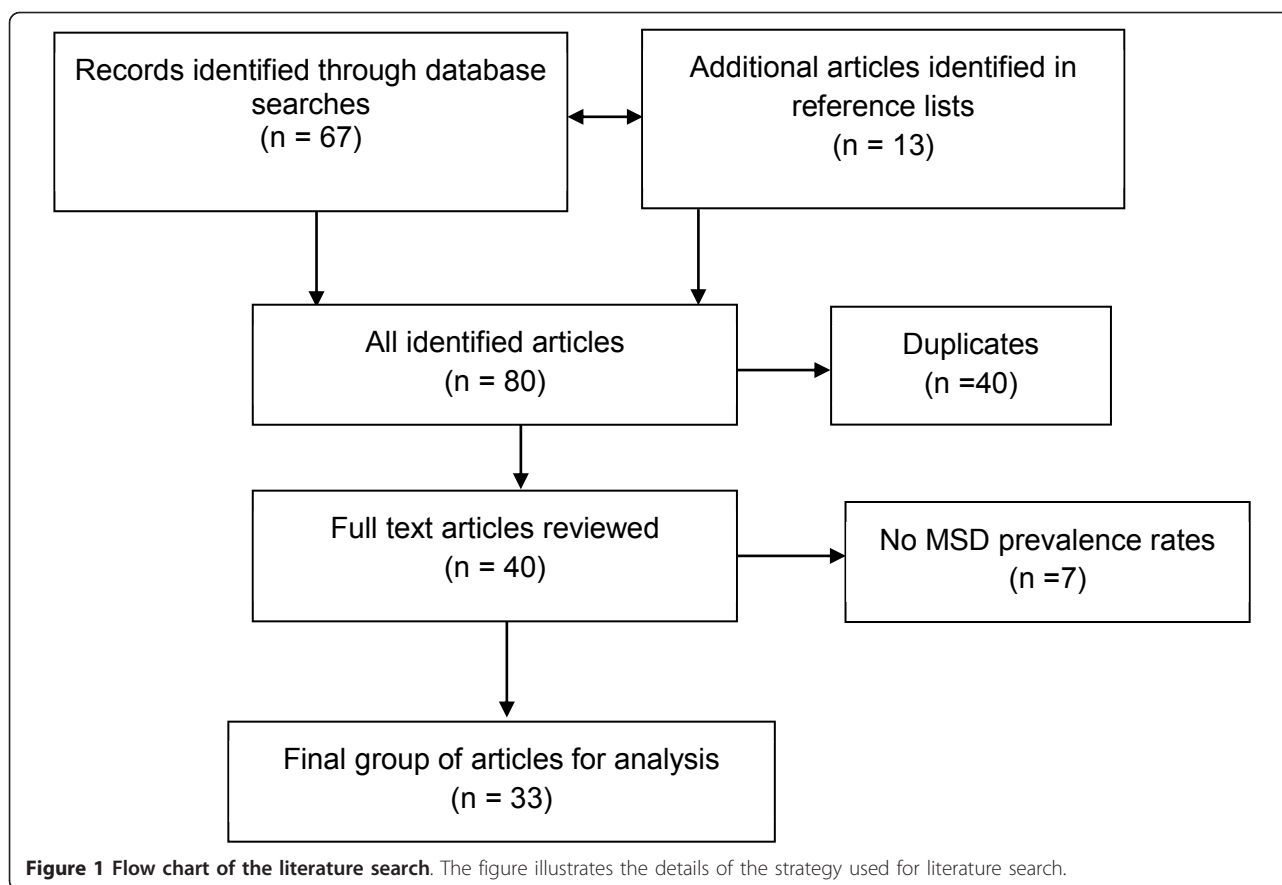 Records identified through database
searches
(n = 67)
Additional articles identified in
reference lists
(n = 13)
All identified articles
(n = 80)
Duplicates
(n =40)
Full text articles reviewed
(n = 40)
No MSD prevalence rates
(n =7)
Final group of articles for analysis
(n = 33)
Figure 1 Flow chart of the literature search. The figure illustrates the details of the strategy used for literature search.